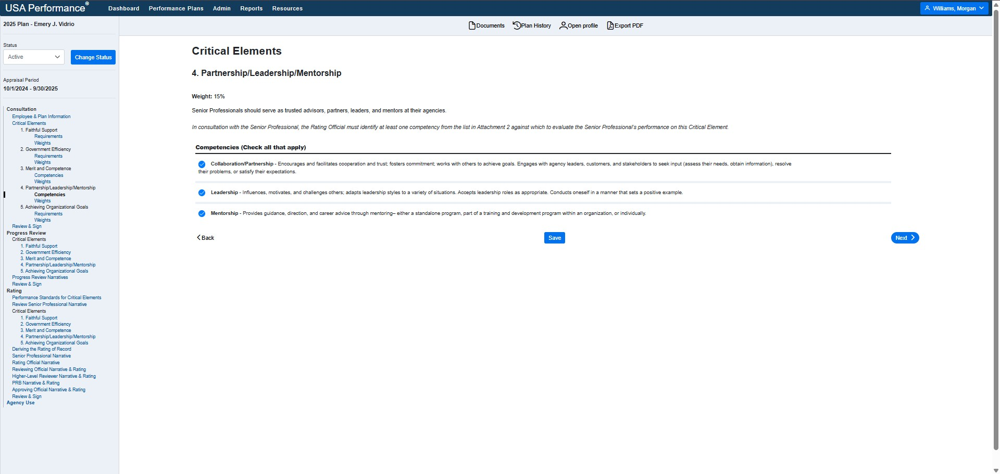 USA Performance®
Dashboard
Performance Plans
Admin
Reports
Resources
Williams, Morgan
2025 Plan - Emery J. Vidrio
Status
Active
Change Status
Appraisal Period
10/1/2024 - 9/30/2025
Consultation
Employee & Plan Information
Critical Elements
1. Faithful Support
Requirements
Weights
2. Government Efficiency
Requirements
Weights
3. Merit and Competence
Competencies
Weights
4. Partnership/Leadership/Mentorship
Competencies
Weights
5. Achieving Organizational Goals
Requirements
Weights
Review & Sign
Progress Review
Critical Elements
1. Faithful Support
2. Government Efficiency
3. Merit and Competence
4. Partnership/Leadership/Mentorship
5. Achieving Organizational Goals
Progress Review Narratives
Review & Sign
Rating
Performance Standards for Critical Elements
Review Senior Professional Narrative
Critical Elements
1. Faithful Support
2. Government Efficiency
3. Merit and Competence
4. Partnership/Leadership/Mentorship
5. Achieving Organizational Goals
Deriving the Rating of Record
Senior Professional Narrative
Rating Official Narrative
Reviewing Official Narrative & Rating
Higher-Level Reviewer Narrative & Rating
PRB Narrative & Rating
Approving Official Narrative & Rating
Review & Sign
Agency Use
Documents
Plan History
Open profile
Export PDF
Critical Elements
4. Partnership/Leadership/Mentorship
Weight: 15%
Senior Professionals should serve as trusted advisors, partners, leaders, and mentors at their agencies.
In consultation with the Senior Professional, the Rating Official must identify at least one competency from the list in Attachment 2 against which to evaluate the Senior Professional's performance on this Critical Element.
Competencies (Check all that apply)
Collaboration/Partnership - Encourages and facilitates cooperation and trust; fosters commitment; works with others to achieve goals. Engages with agency leaders, customers, and stakeholders to seek input (assess their needs, obtain information), resolve
their problems, or satisfy their expectations.
Leadership - Influences, motivates, and challenges others; adapts leadership styles to a variety of situations. Accepts leadership roles as appropriate. Conducts oneself in a manner that sets a positive example.
Mentorship - Provides guidance, direction, and career advice through mentoring– either a standalone program, part of a training and development program within an organization, or individually.
Back
Save
Next